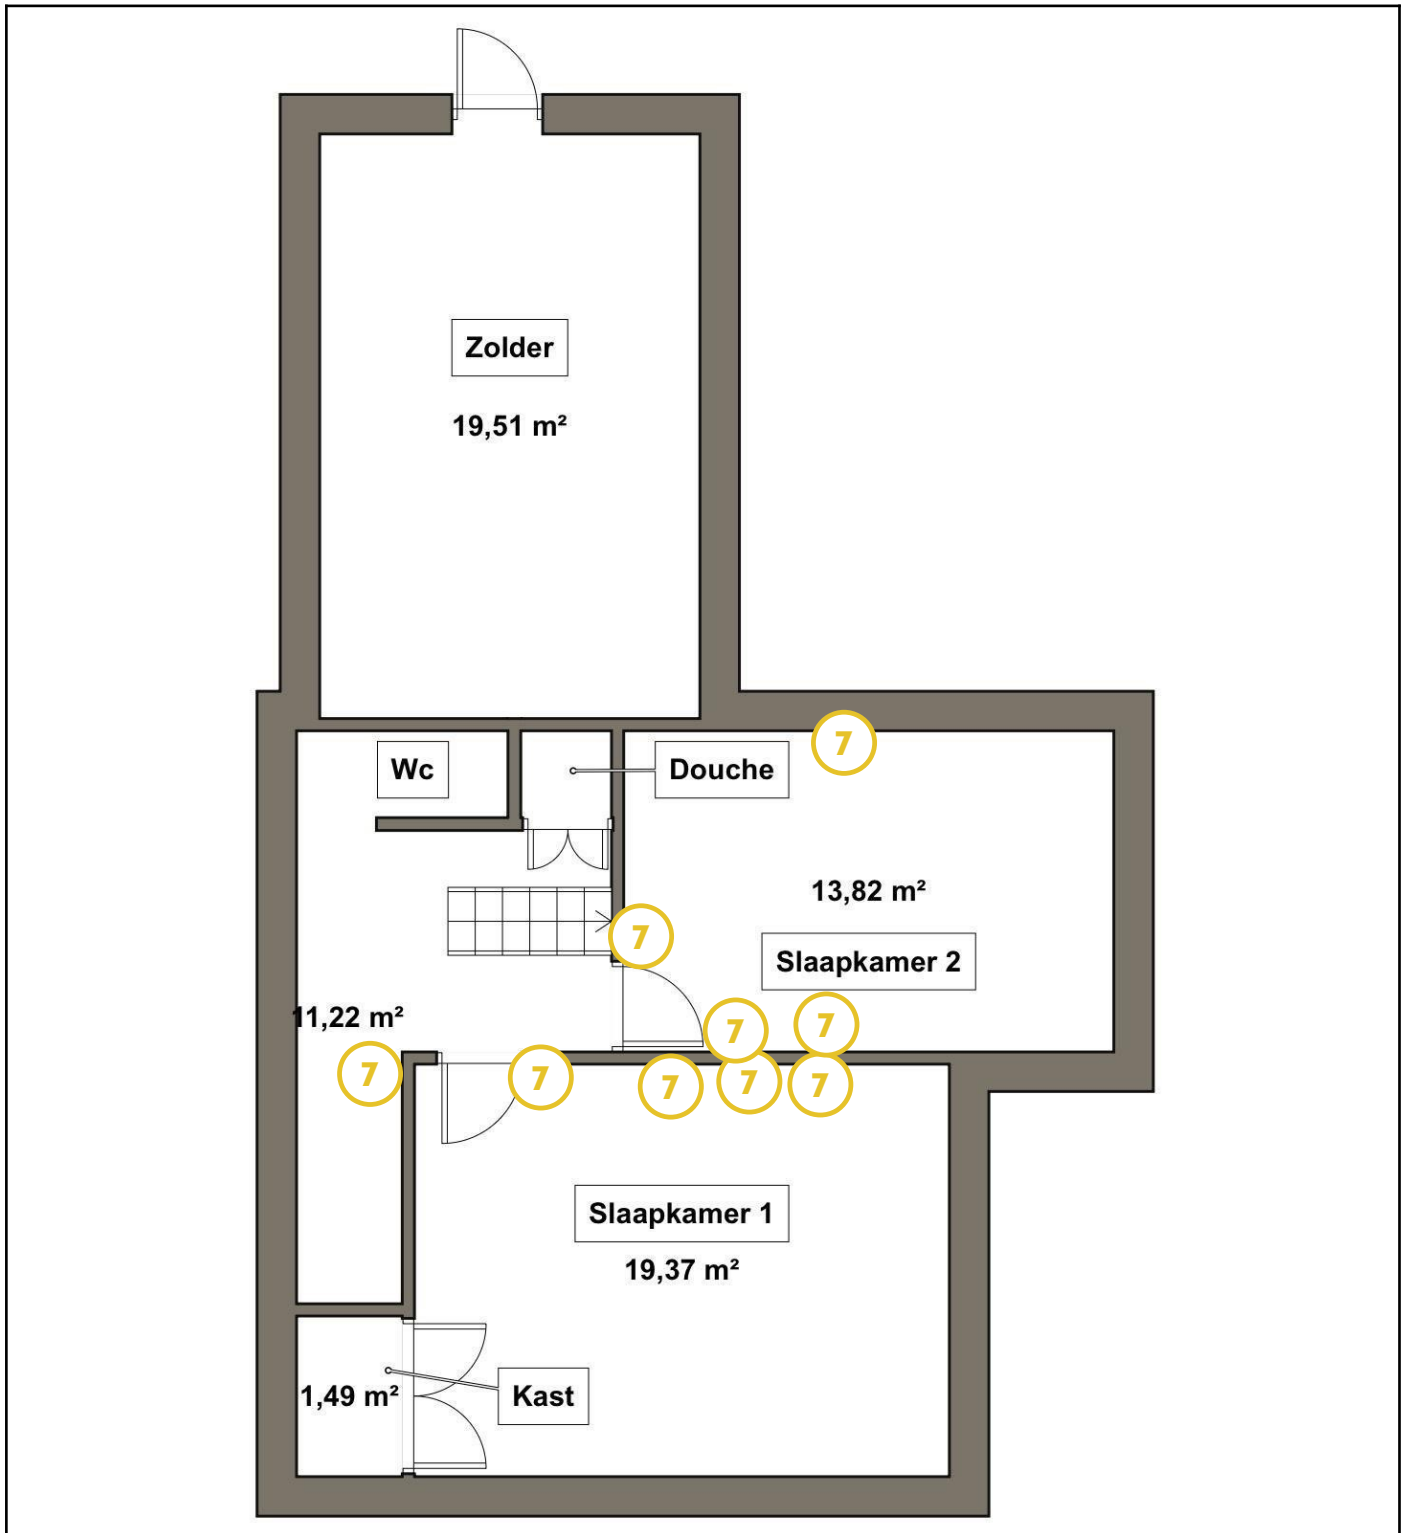 Zolder
19,51 m²
7
Wc
Douche
13,82 m²
7
Slaapkamer 2
11,22 m²
7
7
7
7
7
7
7
Slaapkamer 1
19,37 m²
1,49 m²
Kast